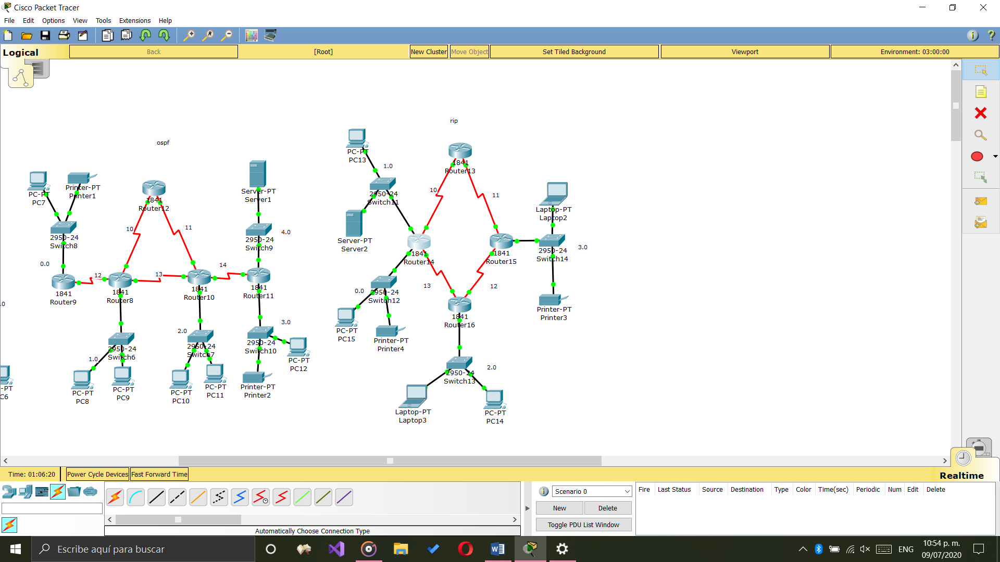 Cisco Packet Tracer
File Edit Options View Tools Extensions Help
Logical Back [Root] New Cluster Move Object Set Tiled Background Viewport Environment: 03:00:00
rip
ospf
PC-PT
PC13
1.0
1841
Router13
PC-PT
PC7
Printer-PT
Printer1
Server-PT
Server1
1841
Router12
2950-24
Switch11
10
11
Laptop-PT
Laptop2
10
11
2950-24
Switch8
2950-24
Switch9
4.0
Server-PT
Server2
1841
Router14
1841
Router15
2950-24
Switch14
3.0
0.0
12
13
14
1841
Router9
1841
Router8
1841
Router10
1841
Router11
.0
0.0
2950-24
Switch12
13
12
1841
Router16
Printer-PT
Printer3
PC-PT
PC15
Printer-PT
Printer4
2.0
3.0
2950-24
Switch6
2950-24
Switch7
2950-24
Switch10
1.0
PC-PT
PC12
2950-24
Switch13
2.0
-PT
C6
PC-PT
PC8
PC-PT
PC9
PC-PT
PC10
PC-PT
PC11
Printer-PT
Printer2
Laptop-PT
Laptop3
PC-PT
PC14
Time: 01:06:20 Power Cycle Devices Fast Forward Time
Realtime
Scenario 0
New Delete
Toggle PDU List Window
Fire Last Status Source Destination Type Color Time(sec) Periodic Num Edit Delete
Automatically Choose Connection Type
Escribe aquí para buscar
ENG
10:54 p. m.
09/07/2020